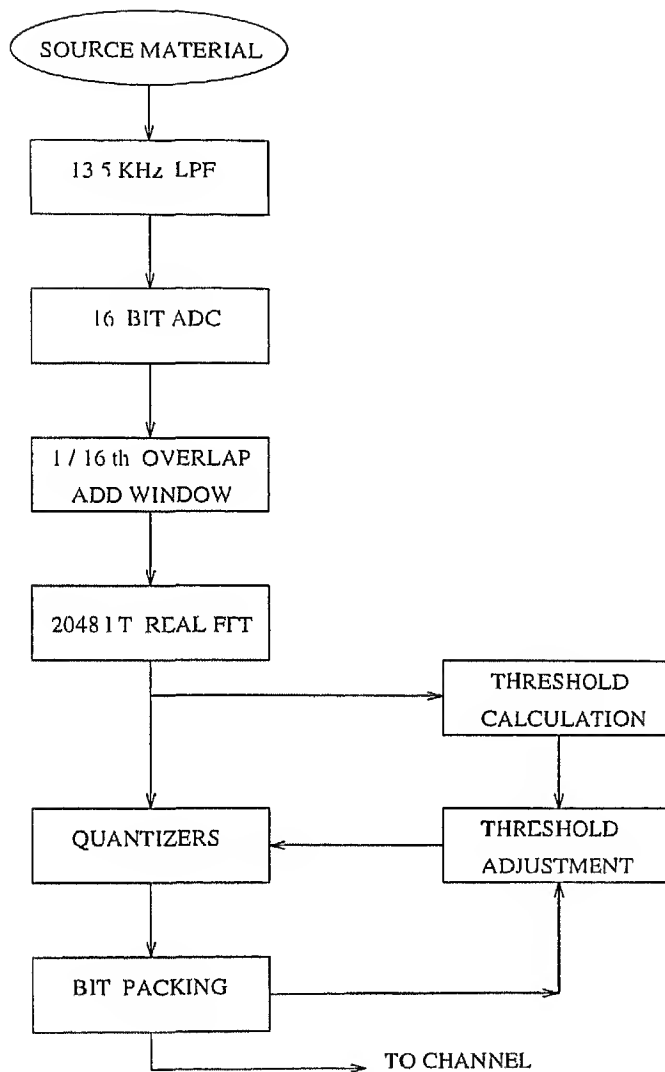 SOURCE MATERIAL
13 5 KHz LPF
16 BIT ADC
1 / 16 th OVERLAP
ADD WINDOW
2048 REAL
THRESHOLD
CALCULATION
QUANTIZERS
THRESHOLD
ADJUSTMENT
BIT PACKING
TO CHANNEL